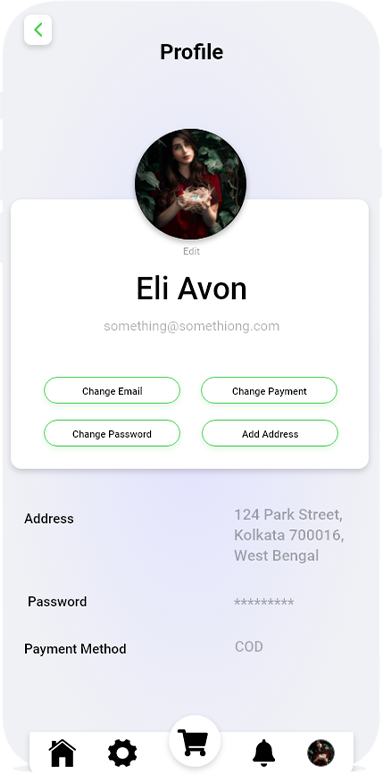 Profile
Edit
Eli Avon
something@somethiong.com
Change Email
Change Payment
Change Password
Add Address
Address
124 Park Street,
Kolkata 700016,
West Bengal
Password
*********
Payment Method
COD